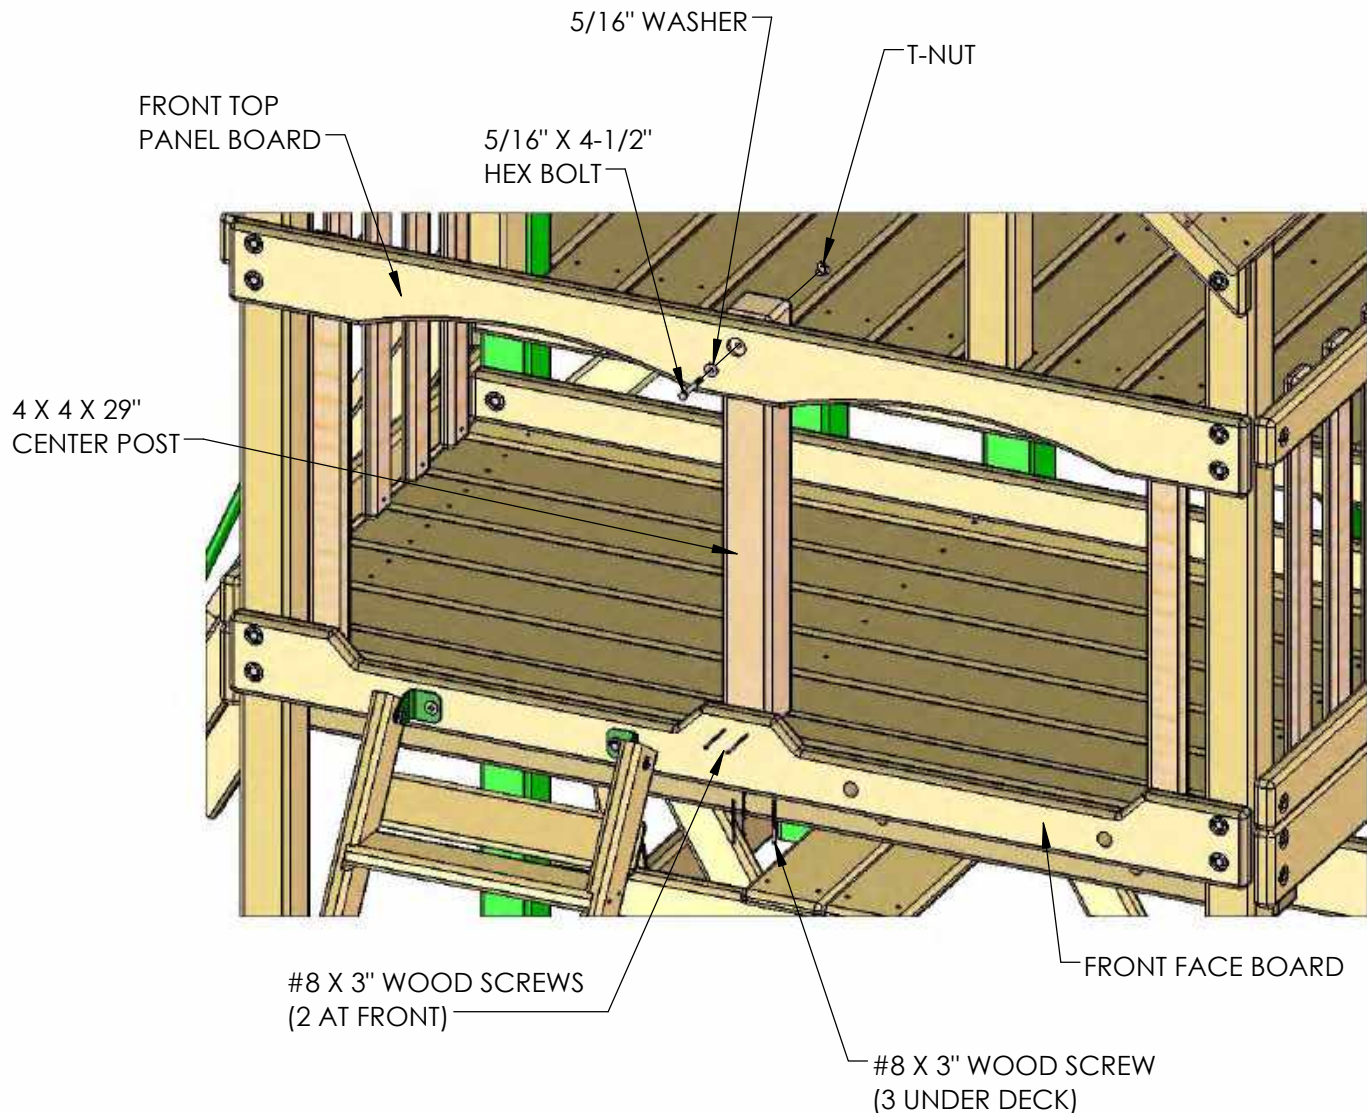 5/16" WASHER
T-NUT
FRONT TOP
PANEL BOARD
5/16" X 4-1/2"
HEX BOLT
4 X 4 X 29"
CENTER POST
#8 X 3" WOOD SCREWS
(2 AT FRONT)
FRONT FACE BOARD
#8 X 3" WOOD SCREW
(3 UNDER DECK)